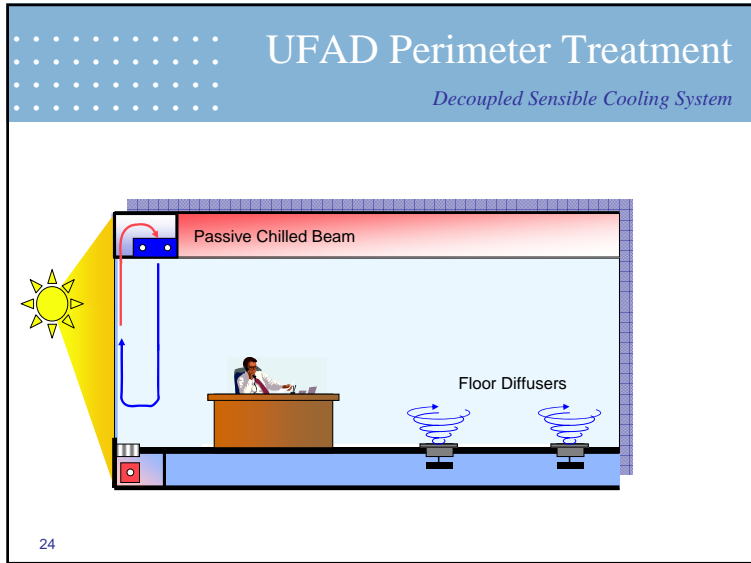 UFAD Perimeter Treatment
Decoupled Sensible Cooling System
Passive Chilled Beam
Floor Diffusers
24